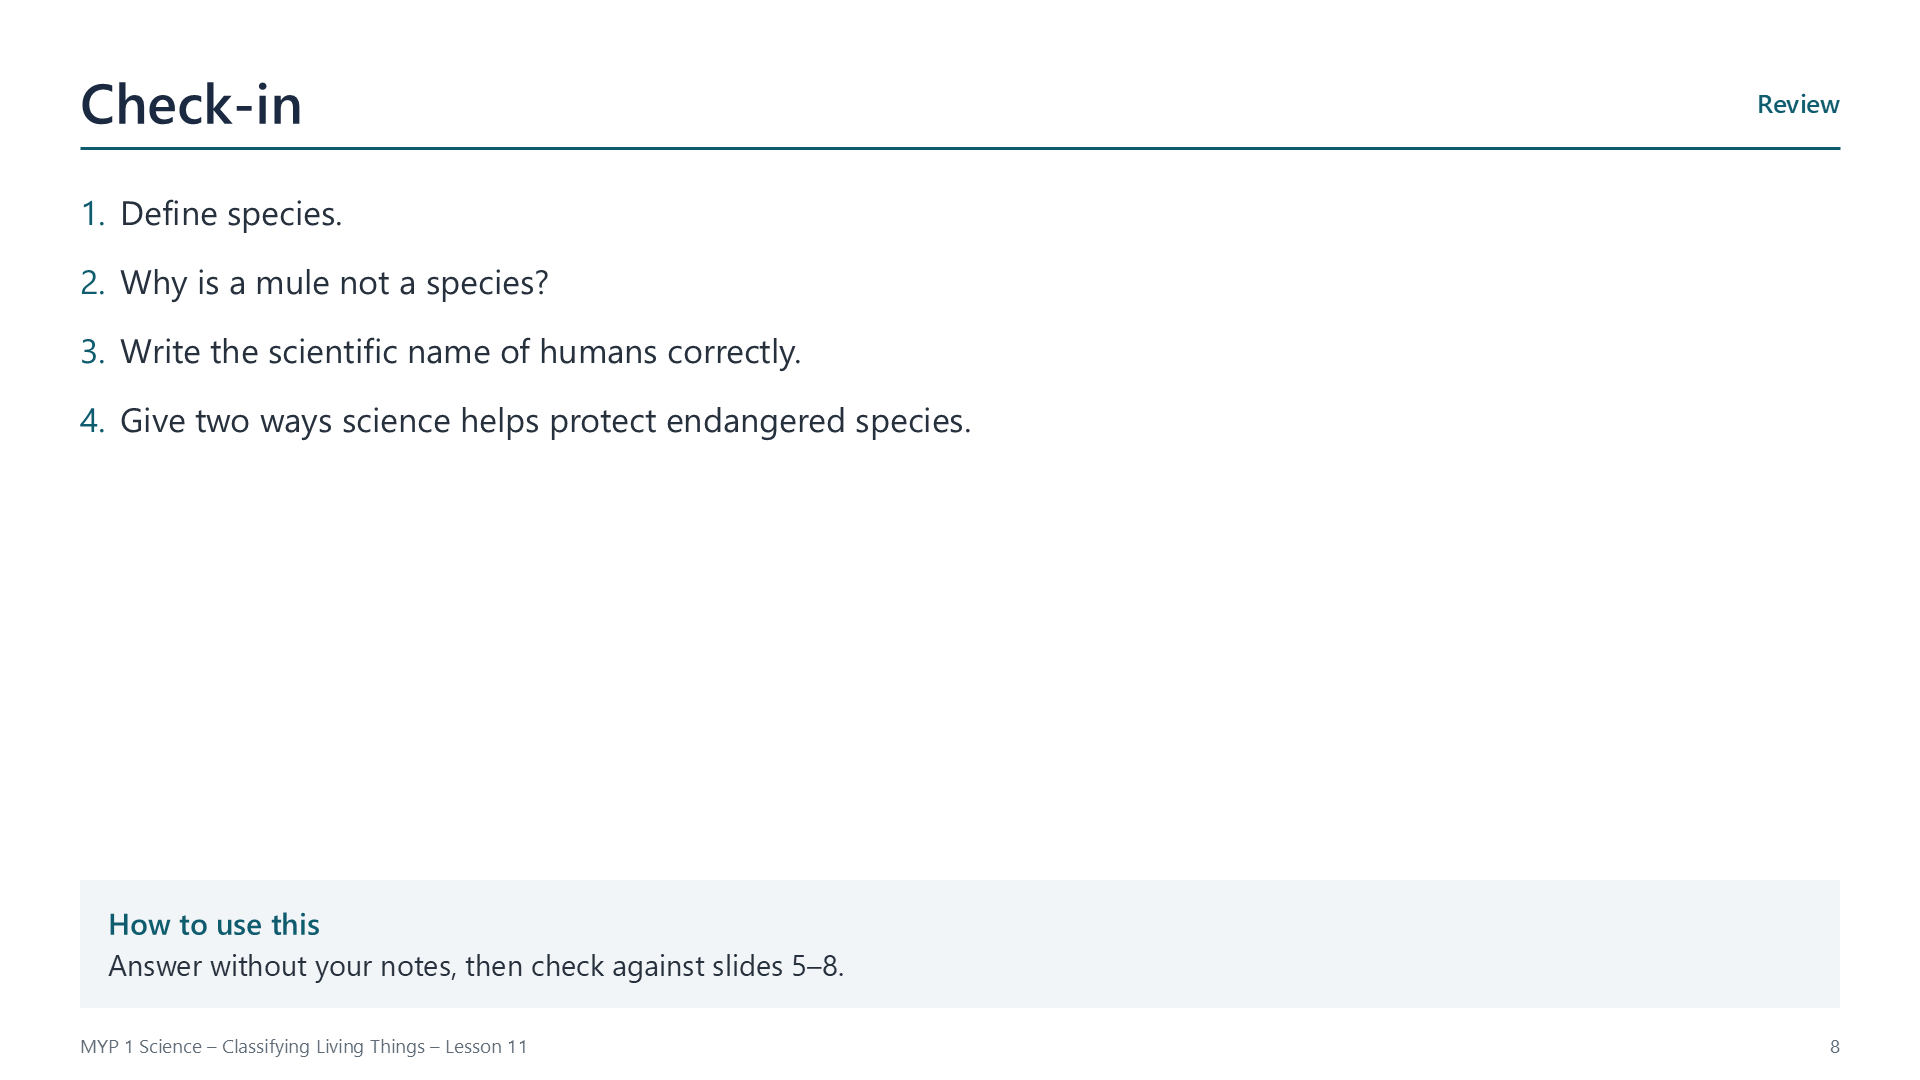 Check-in
Review
1. Define species.
2. Why is a mule not a species?
3. Write the scientific name of humans correctly.
4. Give two ways science helps protect endangered species.
How to use this
Answer without your notes, then check against slides 5–8.
MYP 1 Science – Classifying Living Things – Lesson 11
8